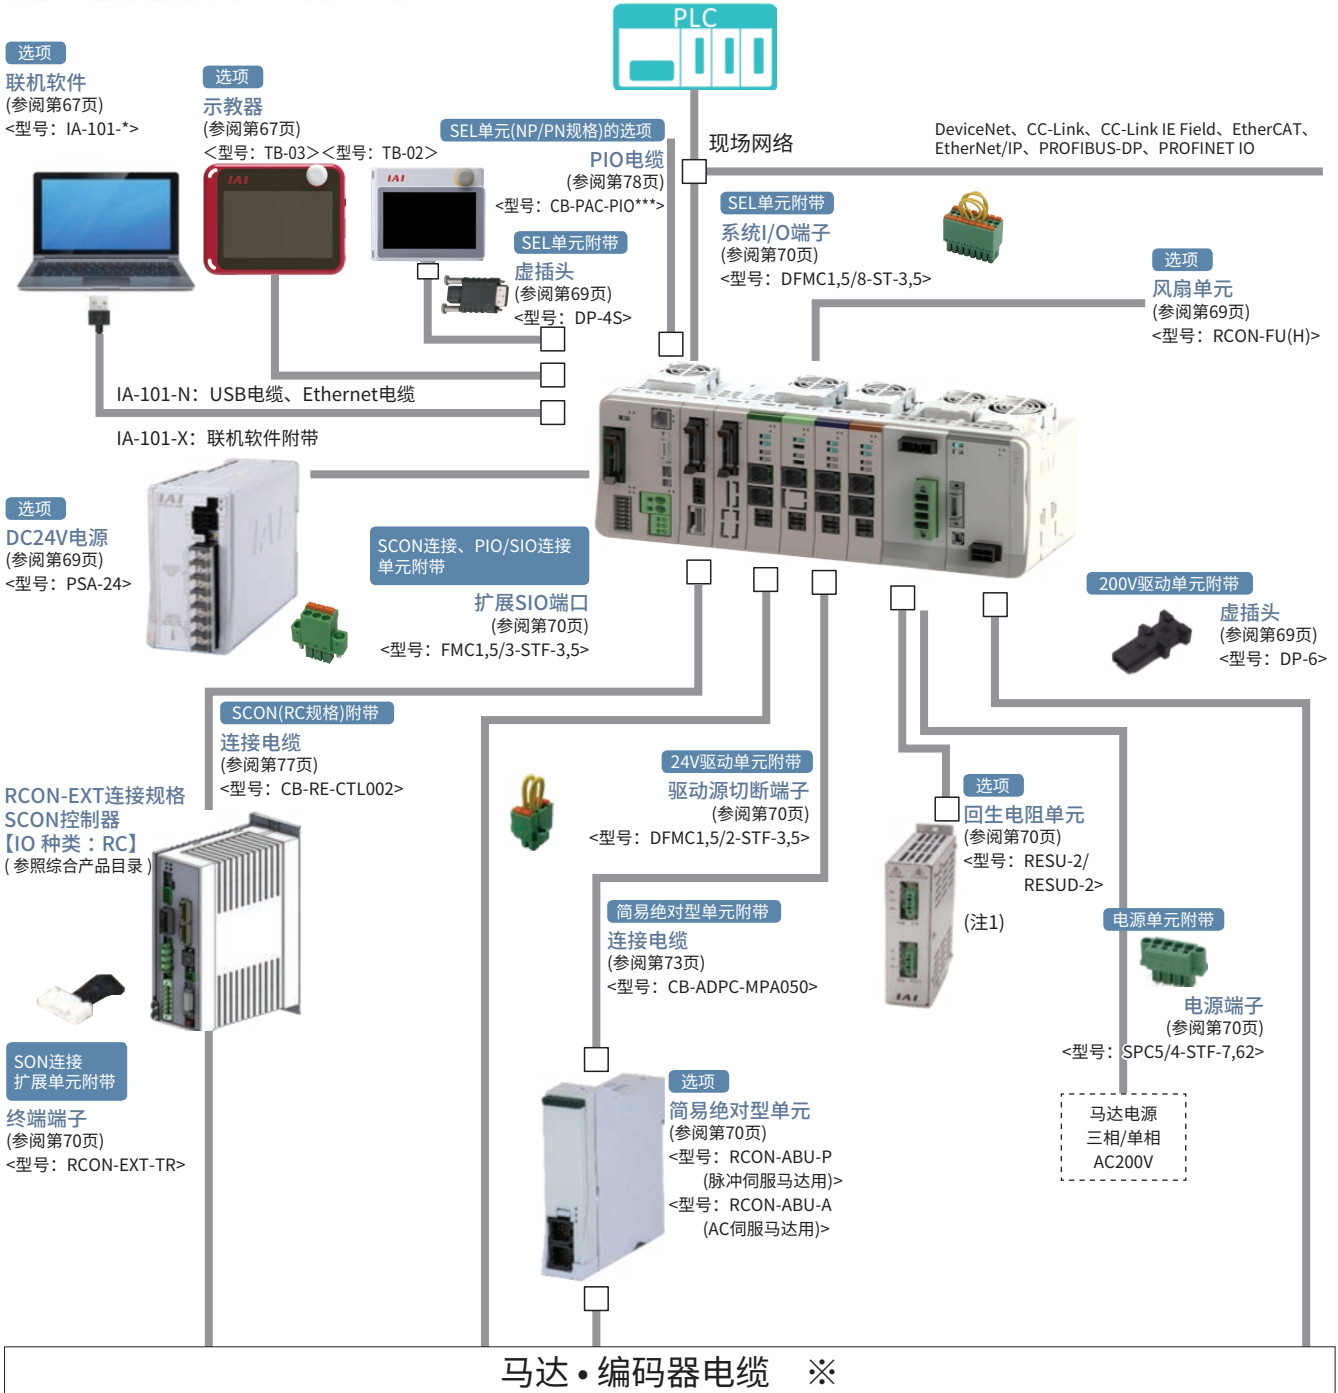 PLC
选项
联机软件
(参阅第67页)
<型号：IA-101-*>
选项
示教器
(参阅第67页)
<型号：TB-03><型号：TB-02>
IAI
IAI
SEL单元(NP/PN规格)的选项
PIO电缆
(参阅第78页)
<型号：CB-PAC-PIO***>
SEL单元附带
虚插头
(参阅第69页)
<型号：DP-4S>
现场网络
DeviceNet、CC-Link、CC-Link IE Field、EtherCAT、
EtherNet/IP、PROFIBUS-DP、PROFINET IO
SEL单元附带
系统I/O端子
(参阅第70页)
<型号：DFMC1,5/8-ST-3,5>
选项
风扇单元
(参阅第69页)
<型号：RCON-FU(H)>
IA-101-N：USB电缆、Ethernet电缆
IA-101-X：联机软件附带
选项
DC24V电源
(参阅第69页)
<型号：PSA-24>
IAI
IAI
SCON连接、PIO/SIO连接
单元附带
扩展SIO端口
(参阅第70页)
<型号：FMC1,5/3-STF-3,5>
200V驱动单元附带
虚插头
(参阅第69页)
<型号：DP-6>
SCON(RC规格)附带
连接电缆
(参阅第77页)
<型号：CB-RE-CTL002>
RCON-EXT连接规格
SCON控制器
【IO 种类：RC】
( 参照综合产品目录 )
24V驱动单元附带
驱动源切断端子
(参阅第70页)
<型号：DFMC1,5/2-STF-3,5>
选项
回生电阻单元
(参阅第70页)
<型号：RESU-2/
RESUD-2>
(注1)
IAI
简易绝对型单元附带
连接电缆
(参阅第73页)
<型号：CB-ADPC-MPA050>
电源单元附带
电源端子
(参阅第70页)
<型号：SPC5/4-STF-7,62>
马达电源
三相/单相
AC200V
SON连接
扩展单元附带
终端端子
(参阅第70页)
<型号：RCON-EXT-TR>
选项
简易绝对型单元
(参阅第70页)
<型号：RCON-ABU-P
(脉冲伺服马达用)>
<型号：RCON-ABU-A
(AC伺服马达用)>
马达•编码器电缆 ※